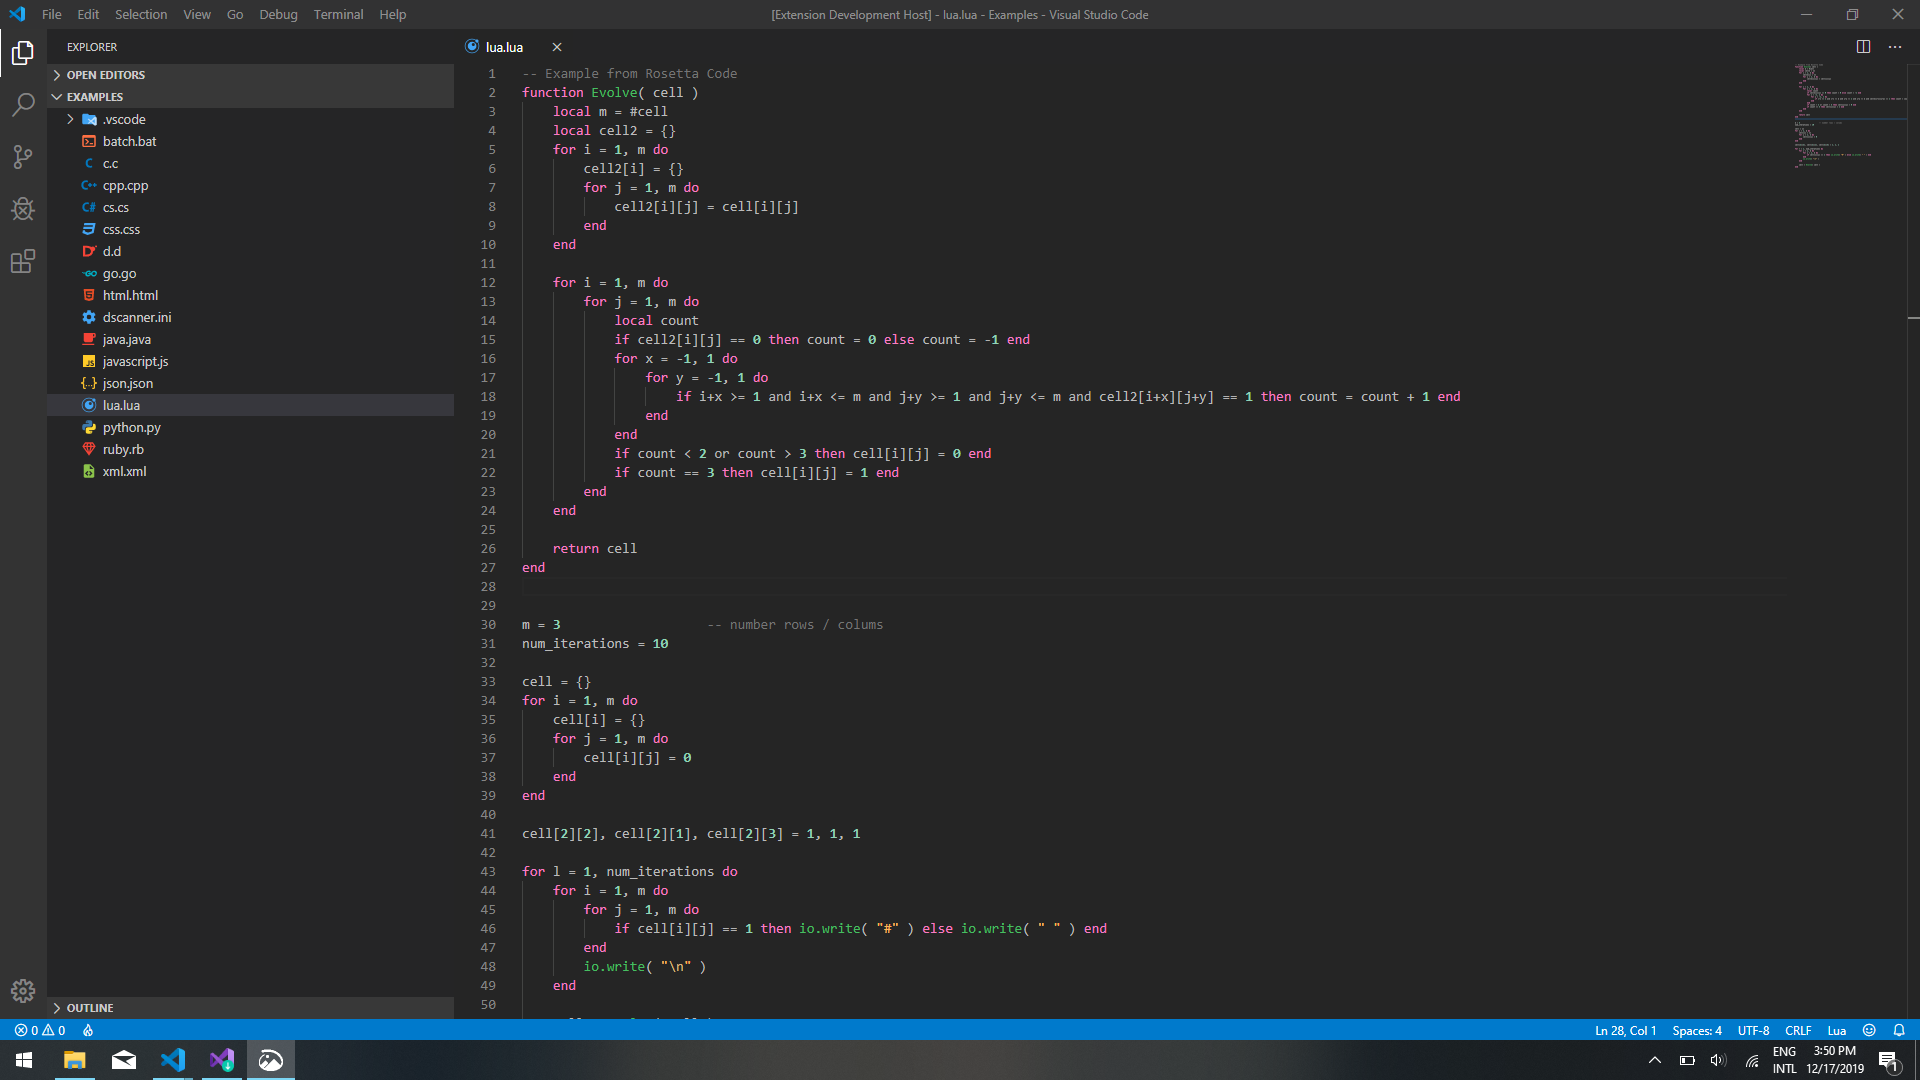 File Edit Selection View Go Debug Terminal Help
[Extension Development Host] - lua.lua - Examples - Visual Studio Code
EXPLORER
OPEN EDITORS
EXAMPLES
.vscode
batch.bat
C c.c
C++ cpp.cpp
C# cs.cs
css.css
d.d
GO go.go
html.html
dscanner.ini
java.java
JS javascript.js
{..} json.json
lua.lua
python.py
ruby.rb
xml.xml
OUTLINE
lua.lua
1 -- Example from Rosetta Code
2 function Evolve( cell )
3     local m = #cell
4     local cell2 = {}
5     for i = 1, m do
6         cell2[i] = {}
7         for j = 1, m do
8             cell2[i][j] = cell[i][j]
9         end
10     end
11
12     for i = 1, m do
13         for j = 1, m do
14             local count
15             if cell2[i][j] == 0 then count = 0 else count = -1 end
16             for x = -1, 1 do
17                 for y = -1, 1 do
18                     if i+x >= 1 and i+x <= m and j+y >= 1 and j+y <= m and cell2[i+x][j+y] == 1 then count = count + 1 end
19                 end
20             end
21             if count < 2 or count > 3 then cell[i][j] = 0 end
22             if count == 3 then cell[i][j] = 1 end
23         end
24     end
25
26     return cell
27 end
28
29
30 m = 3                   -- number rows / colums
31 num_iterations = 10
32
33 cell = {}
34 for i = 1, m do
35     cell[i] = {}
36     for j = 1, m do
37         cell[i][j] = 0
38     end
39 end
40
41 cell[2][2], cell[2][1], cell[2][3] = 1, 1, 1
42
43 for l = 1, num_iterations do
44     for i = 1, m do
45         for j = 1, m do
46             if cell[i][j] == 1 then io.write( "#" ) else io.write( " " ) end
47         end
48         io.write( "\n" )
49     end
50
0 0
Ln 28, Col 1 Spaces: 4 UTF-8 CRLF Lua
ENG 3:50 PM
INTL 12/17/2019
1